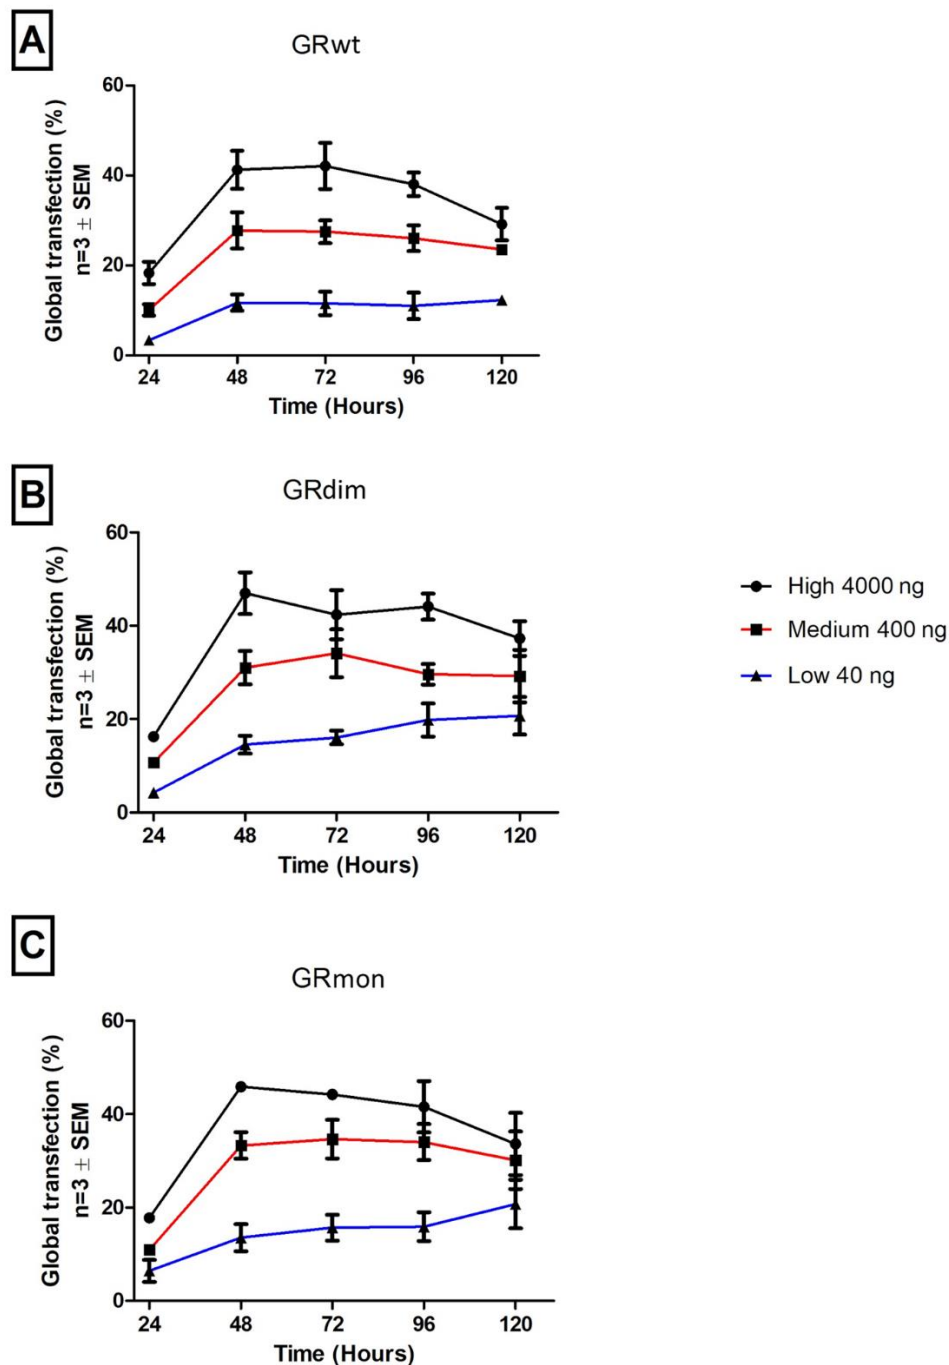 A
GRwt
Global transfection (%)
n=3 ± SEM
60
40
20
0
24 48 72 96 120
Time (Hours)
B
GRdim
Global transfection (%)
n=3 ± SEM
60
40
20
0
24 48 72 96 120
Time (Hours)
High 4000 ng
Medium 400 ng
Low 40 ng
C
GRmon
Global transfection (%)
n=3 ± SEM
60
40
20
0
24 48 72 96 120
Time (Hours)